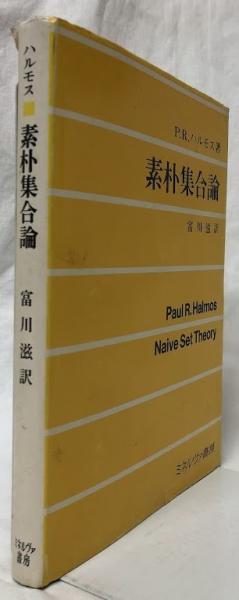 ハルモス
素朴集合論
富川滋訳
ミネルヴァ
書房
P.R.ハルモス著
素朴集合論
富川滋訳
Paul R. Halmos
Naive Set Theory
ミネルヴァ書房